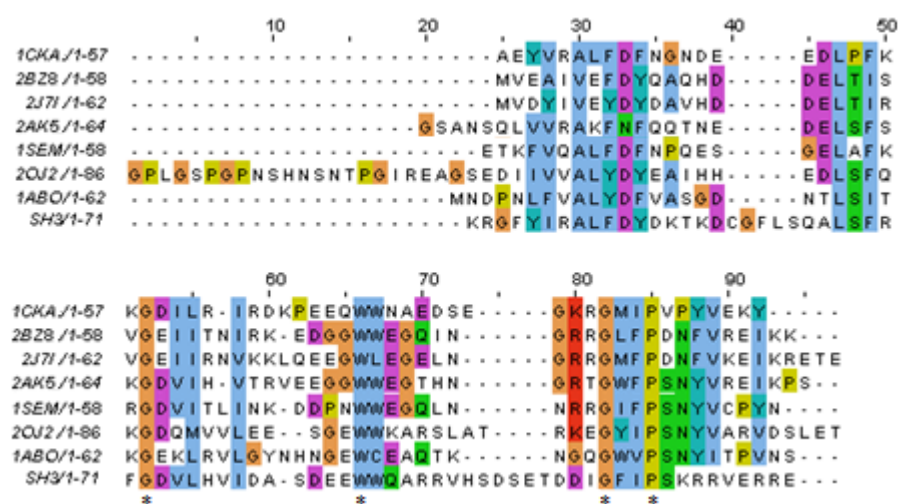 10 20 30 40 50
1CKA./1-57 ........................AEYVRALFDFNGNDE.....EDLPFK
2BZ8/1-58 ........................MVEAIVEFDYQAQHD.....DELTIS
2J7I/1-62 ........................MVDYIVEYDYDAVHD.....DELTIR
2AK5/1-64 ...................GSANSQLVVRAKFNFQQTNE.....DELSFS
1SEM/1-58 .......................ETKFVQALFDFNPQES.....GELAFK
2OJ2/1-86 GPLGSPGPNSHNSNTPGIREAGSEDIIVVALYDYEAIHH.....EDLSFQ
1ABO/1-62 .....................MNDPNLFVALYDFVASGD.....NTLSIT
SH3/1-71 ......................KRGFYIRALFDYDKTKDCGFLSQALSFR
60 70 80 90
1CKA./1-57 KGDILR.IRDKPEEQWWNAEDSE.....GKRGMIPVPYVEKY.....
2BZ8/1-58 VGEIITNIRK.EDGGWWEGQIN......GRRGLFPDNFVREIKK...
2J7I/1-62 VGEIIRNVKKLQEEGWLEGELN......GRRGMFPDNFVKEIKRETE
2AK5/1-64 KGDVIH.VTRVEEGGWWEGTHN......GRTGWFPSNYVREIKPS..
1SEM/1-58 RGDVITLINK.DDPNWWEGQLN......NRRGIFPSNYVCPYN....
2OJ2/1-86 KGDQMVVLEE..SGEWWKARSLAT....RKEGYIPSNYVARVDSLET
1ABO/1-62 KGEKLRVLGYNHNGEWCEAQTK......NGQGWVPSNYITPVNS...
SH3/1-71 FGDVLHVIDA.SDEEWWQARRVHSDSETDDIGFIPSKRRVERRE...
* * * *